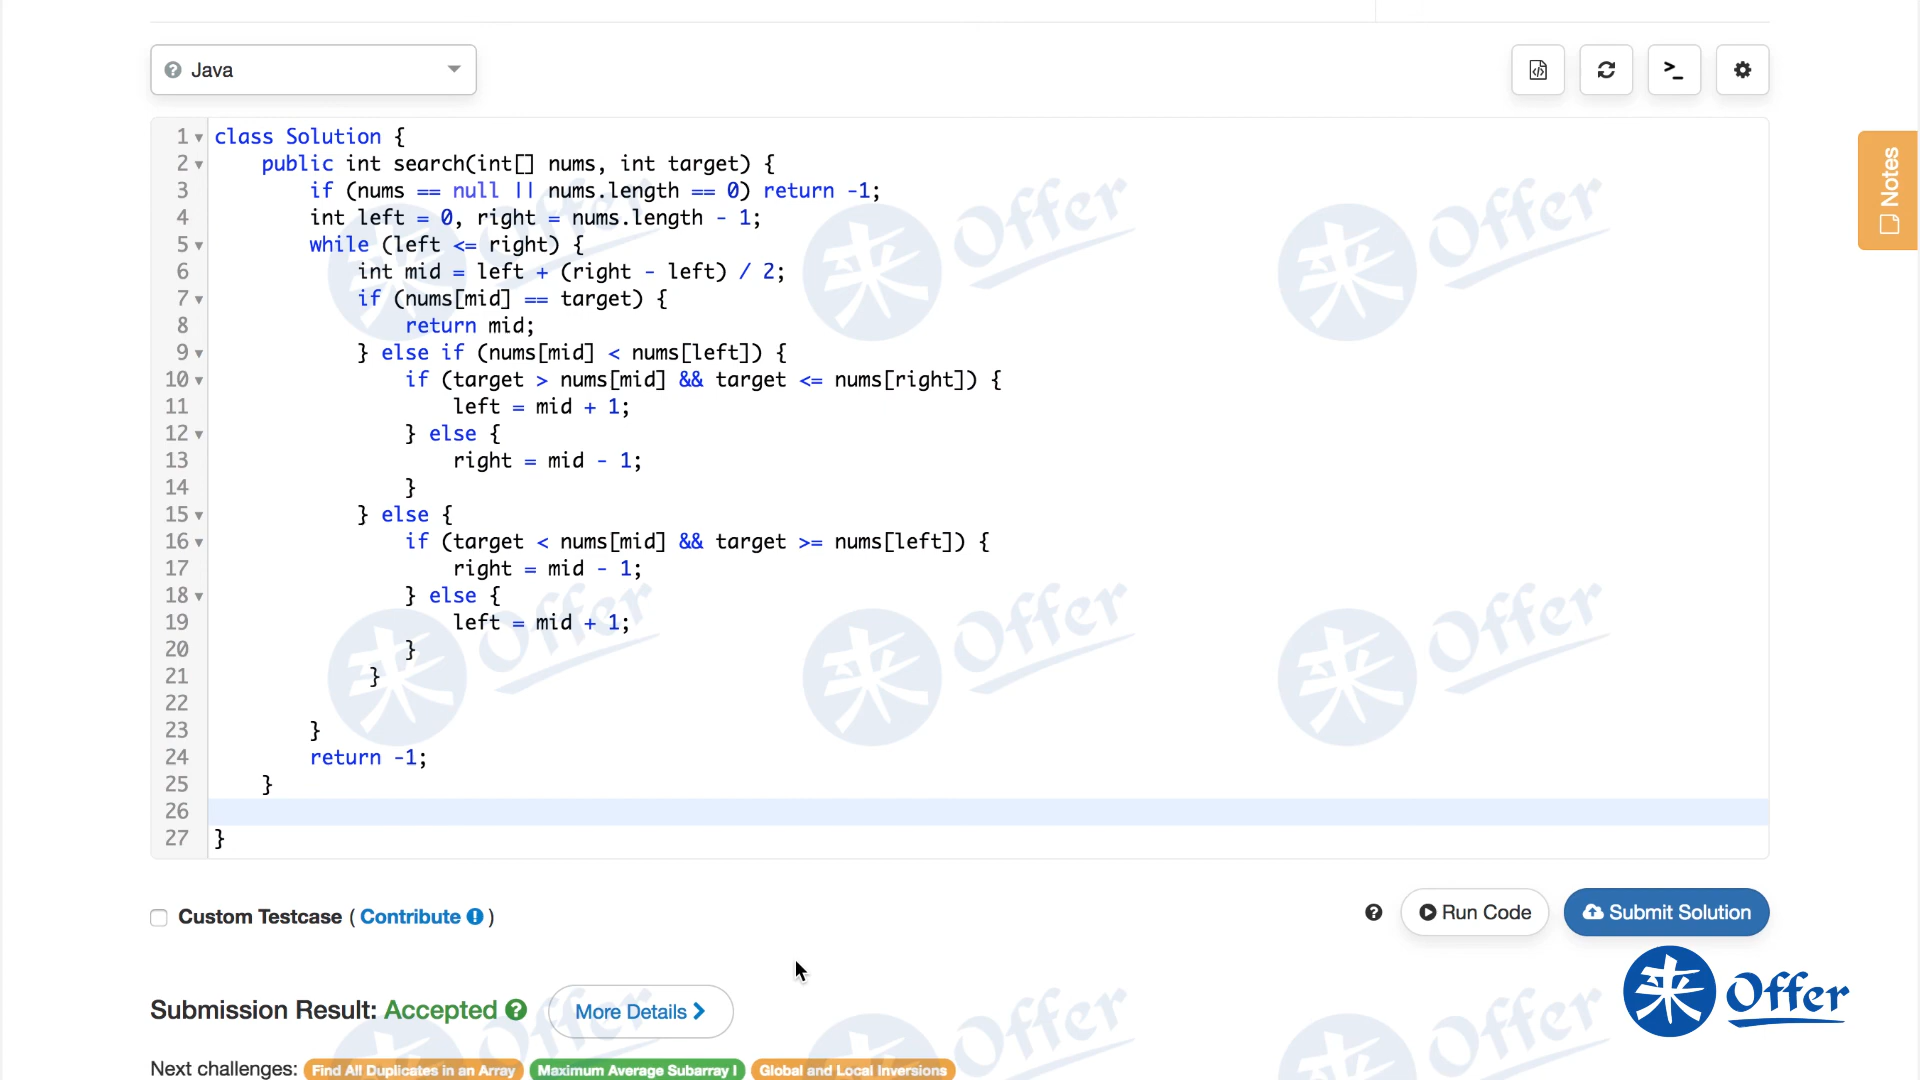 Java
Notes
1 class Solution {
2     public int search(int[] nums, int target) {
3         if (nums == null || nums.length == 0) return -1;
4         int left = 0, right = nums.length - 1;
5         while (left <= right) {
6             int mid = left + (right - left) / 2;
7             if (nums[mid] == target) {
8                 return mid;
9             } else if (nums[mid] < nums[left]) {
10                 if (target > nums[mid] && target <= nums[right]) {
11                     left = mid + 1;
12                 } else {
13                     right = mid - 1;
14                 }
15             } else {
16                 if (target < nums[mid] && target >= nums[left]) {
17                     right = mid - 1;
18                 } else {
19                     left = mid + 1;
20                 }
21              }
22
23         }
24         return -1;
25     }
26
27 }
Custom Testcase ( Contribute )
Run Code
Submit Solution
来 Offer
Submission Result: Accepted
More Details
Next challenges: Find All Duplicates in an Array Maximum Average Subarray I Global and Local Inversions